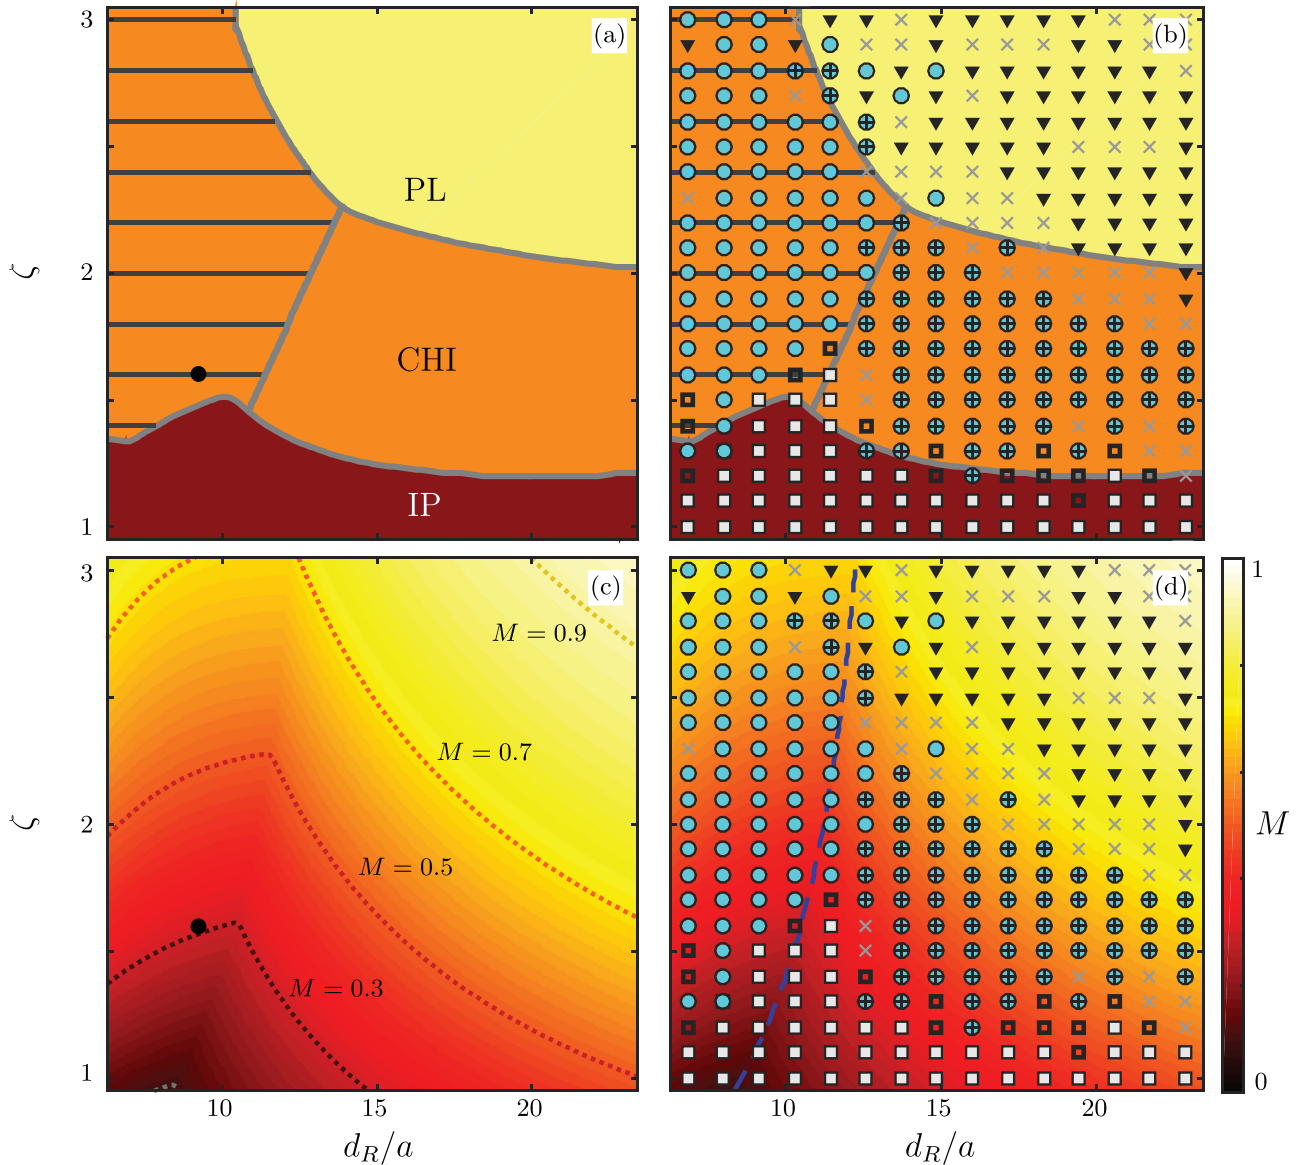 3
(a)
(b)
PL
ζ
2
CHI
IP
1
3
(c)
(d)
1
M = 0.9
M = 0.7
ζ
2
M
M = 0.5
M = 0.3
1
0
10
15
20
10
15
20
d_R/a
d_R/a